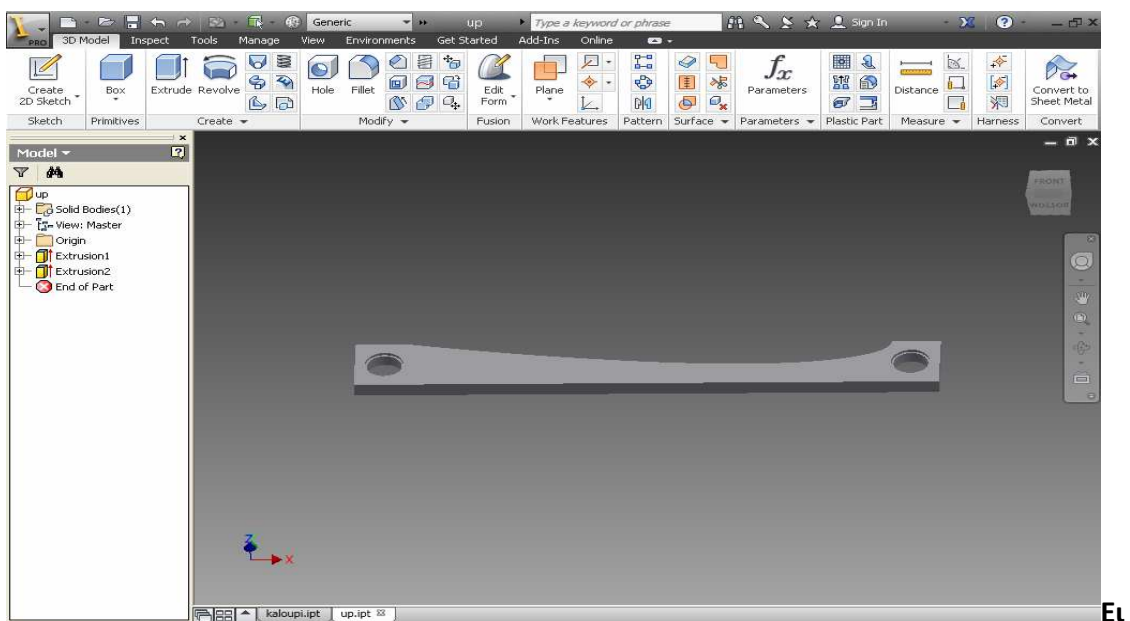 Generic up Type a keyword or phrase Sign In
PRO 3D Model Inspect Tools Manage View Environments Get Started Add-Ins Online
Create 2D Sketch Box Extrude Revolve Hole Fillet Edit Form Plane fx Parameters Distance Convert to Sheet Metal
Sketch Primitives Create Modify Fusion Work Features Pattern Surface Parameters Plastic Part Measure Harness Convert
Model
up
Solid Bodies(1)
View: Master
Origin
Extrusion1
Extrusion2
End of Part
FRONT
BOTTOM
Z
X
kaloupi.ipt up.ipt
Ει